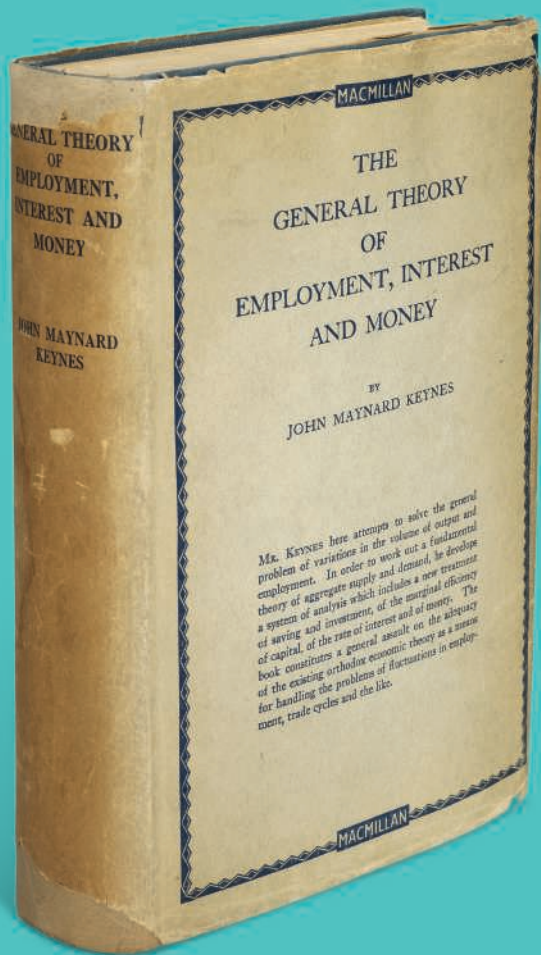 GENERAL THEORY
OF
EMPLOYMENT,
INTEREST AND
MONEY
JOHN MAYNARD
KEYNES
MACMILLAN
THE
GENERAL THEORY
OF
EMPLOYMENT, INTEREST
AND MONEY
BY
JOHN MAYNARD KEYNES
MR. KEYNES here attempts to solve the general
problem of variations in the volume of output and
employment. In order to work out a fundamental
theory of aggregate supply and demand, he develops
a system of analysis which includes a new treatment
of saving and investment, of the marginal efficiency
of capital, of the rate of interest and of money. The
book constitutes a general assault on the adequacy
of the existing orthodox economic theory as a means
for handling the problems of fluctuations in employ-
ment, trade cycles and the like.
MACMILLAN